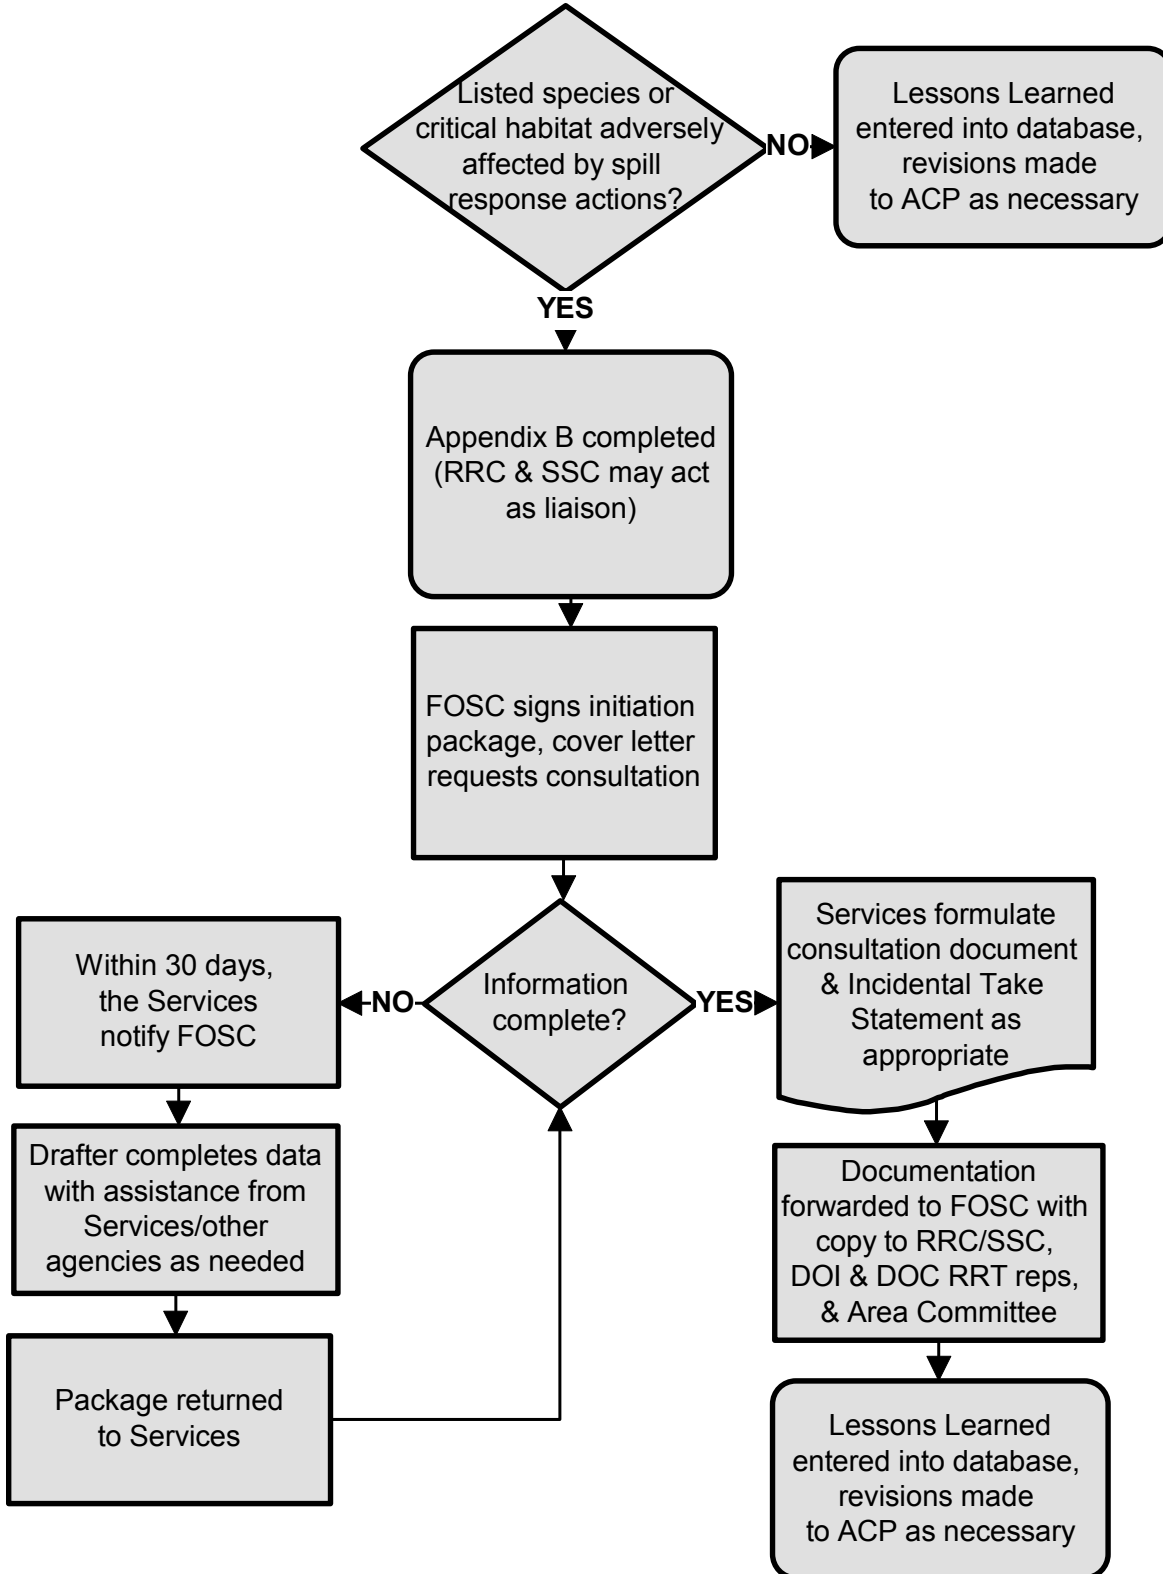 Listed species or
critical habitat adversely
affected by spill
response actions?
NO
Lessons Learned
entered into database,
revisions made
to ACP as necessary
YES
Appendix B completed
(RRC & SSC may act
as liaison)
FOSC signs initiation
package, cover letter
requests consultation
Information
complete?
NO
Within 30 days,
the Services
notify FOSC
Drafter completes data
with assistance from
Services/other
agencies as needed
Package returned
to Services
YES
Services formulate
consultation document
& Incidental Take
Statement as
appropriate
Documentation
forwarded to FOSC with
copy to RRC/SSC,
DOI & DOC RRT reps,
& Area Committee
Lessons Learned
entered into database,
revisions made
to ACP as necessary